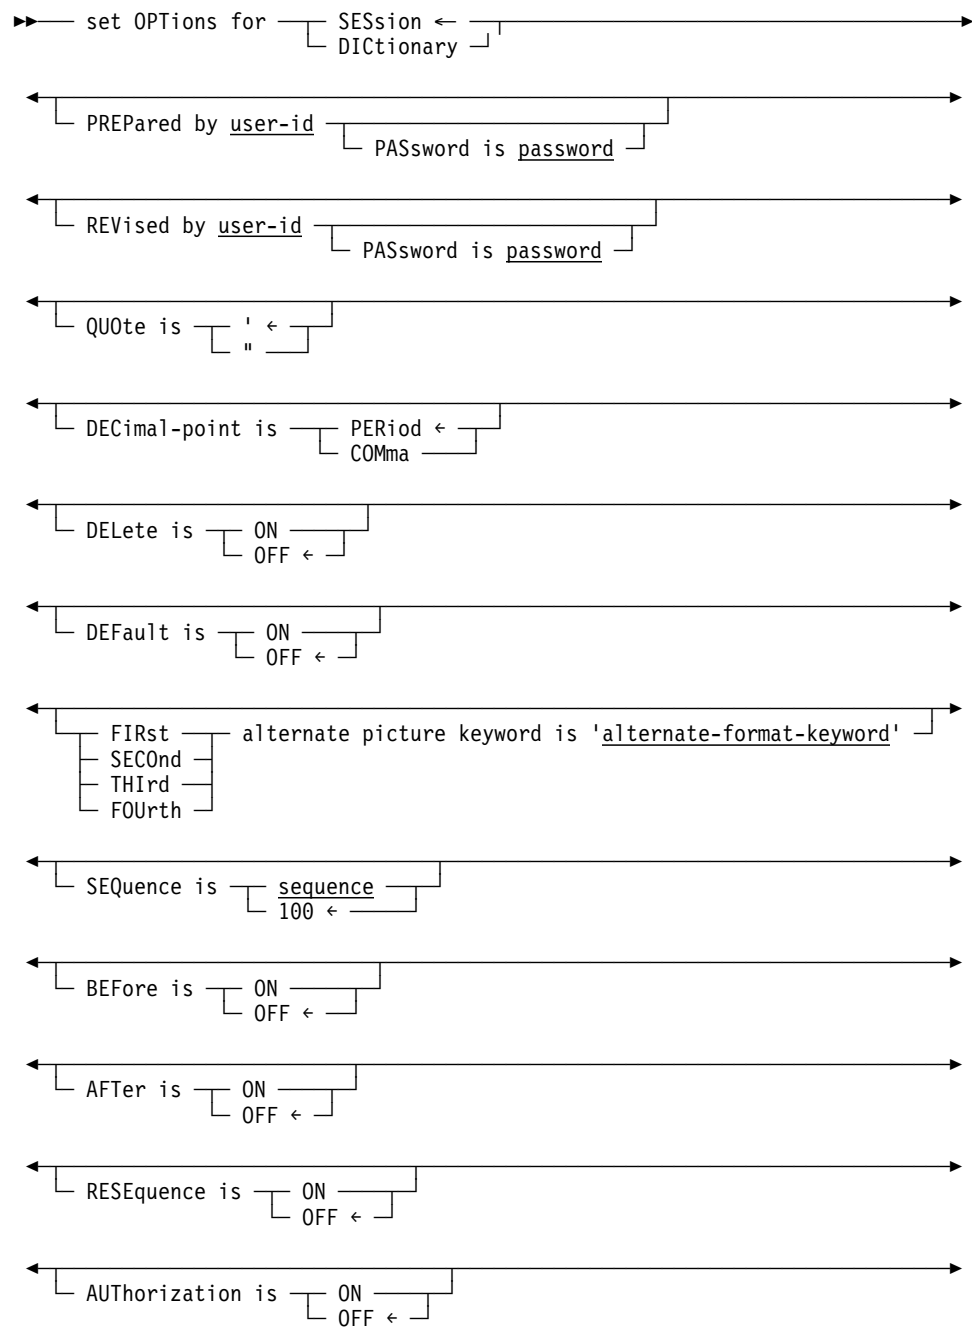 set OPTions for SESsion ←
DICtionary
PREPared by user-id
PASsword is password
REVised by user-id
PASsword is password
QUOte is ' ←
"
DECimal-point is PERiod ←
COMma
DELete is ON
OFF ←
DEFault is ON
OFF ←
FIRst alternate picture keyword is 'alternate-format-keyword'
SECOnd
THIrd
FOUrth
SEQuence is sequence
100 ←
BEFore is ON
OFF ←
AFTer is ON
OFF ←
RESEquence is ON
OFF ←
AUThorization is ON
OFF ←